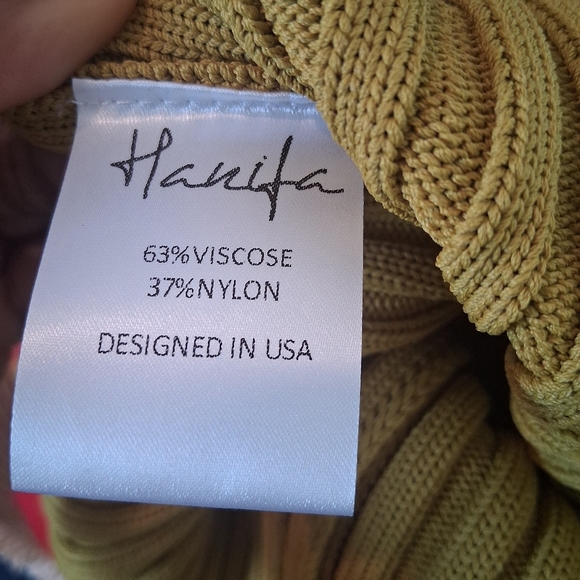 Hanifa
63%VISCOSE
37%NYLON
DESIGNED IN USA